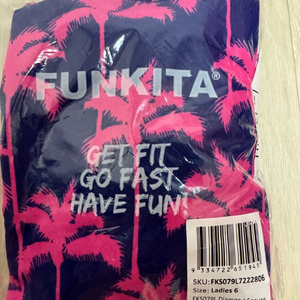 FUNKITA®
GET FIT
GO FAST
HAVE FUN!
9 334722 651945
SKU: FKS079L7222806
Size: Ladies 6